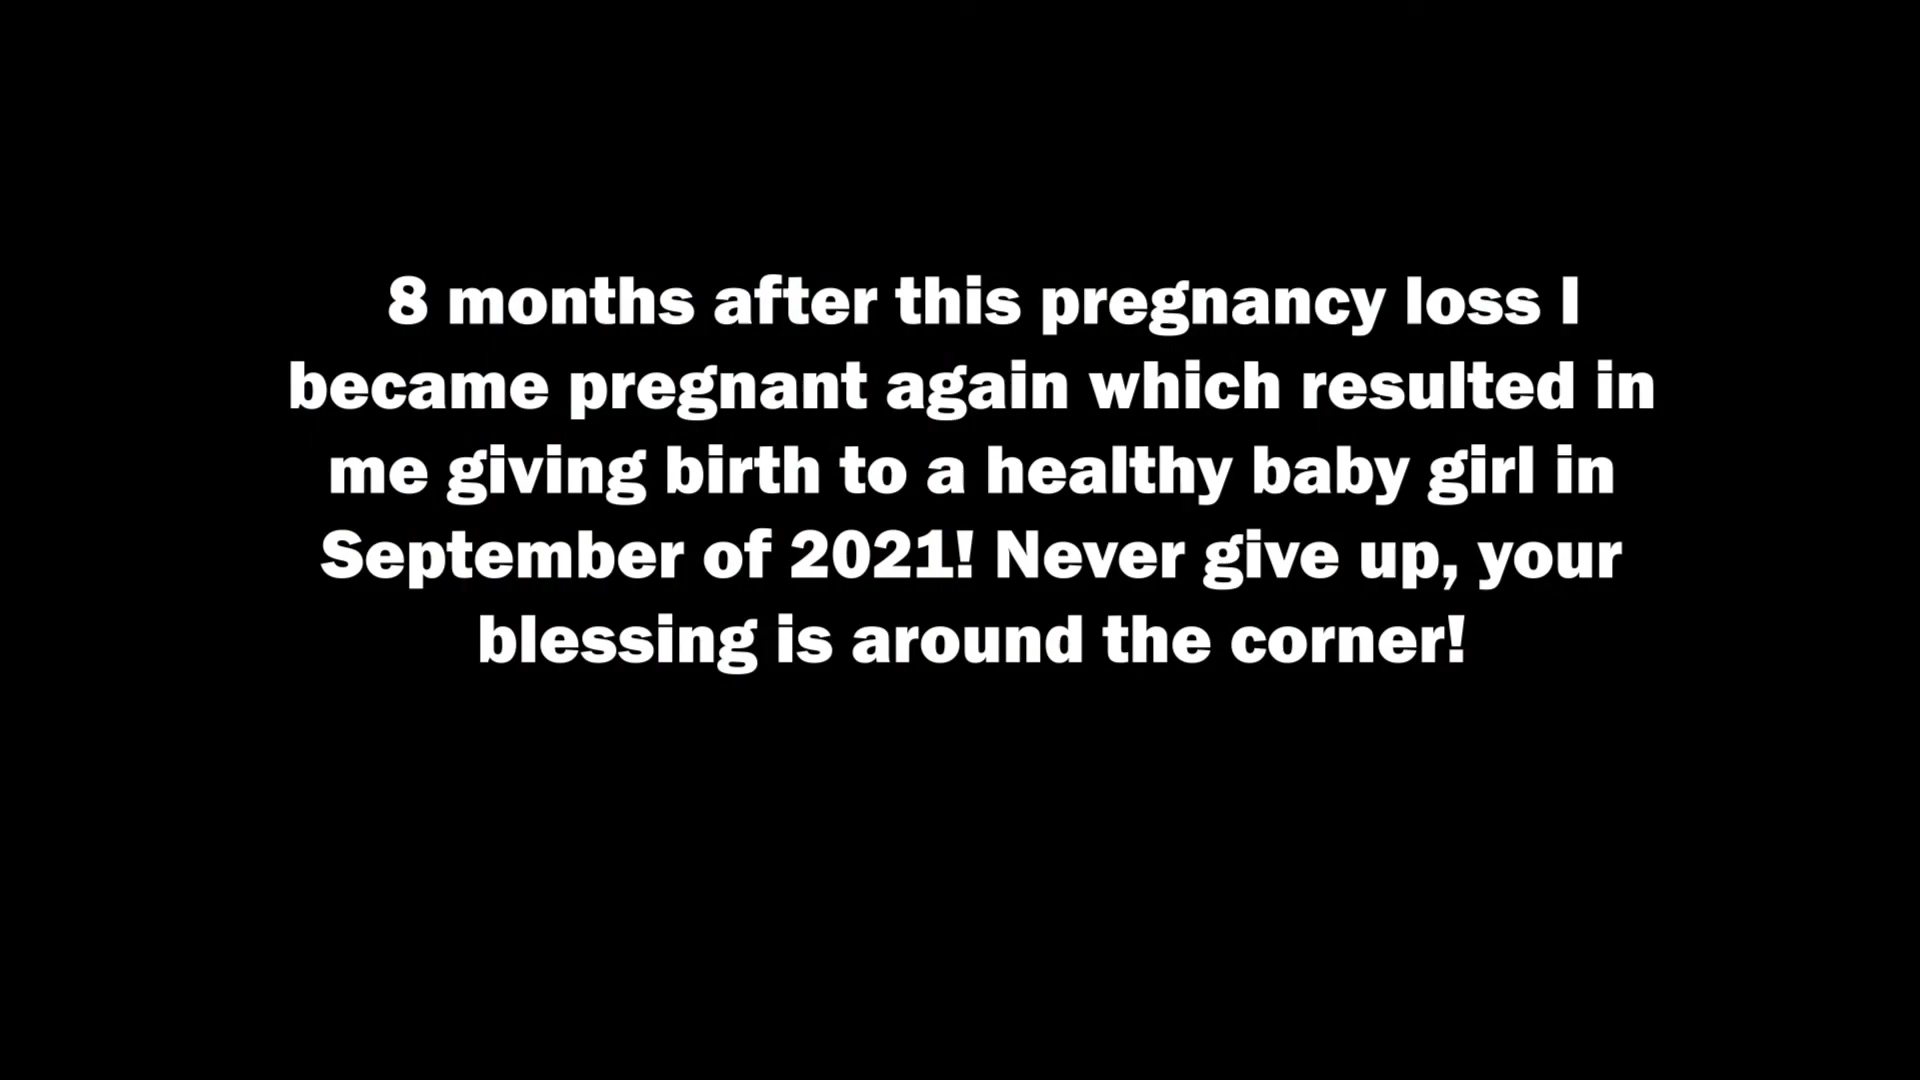 8 months after this pregnancy loss I
became pregnant again which resulted in
me giving birth to a healthy baby girl in
September of 2021! Never give up, your
blessing is around the corner!